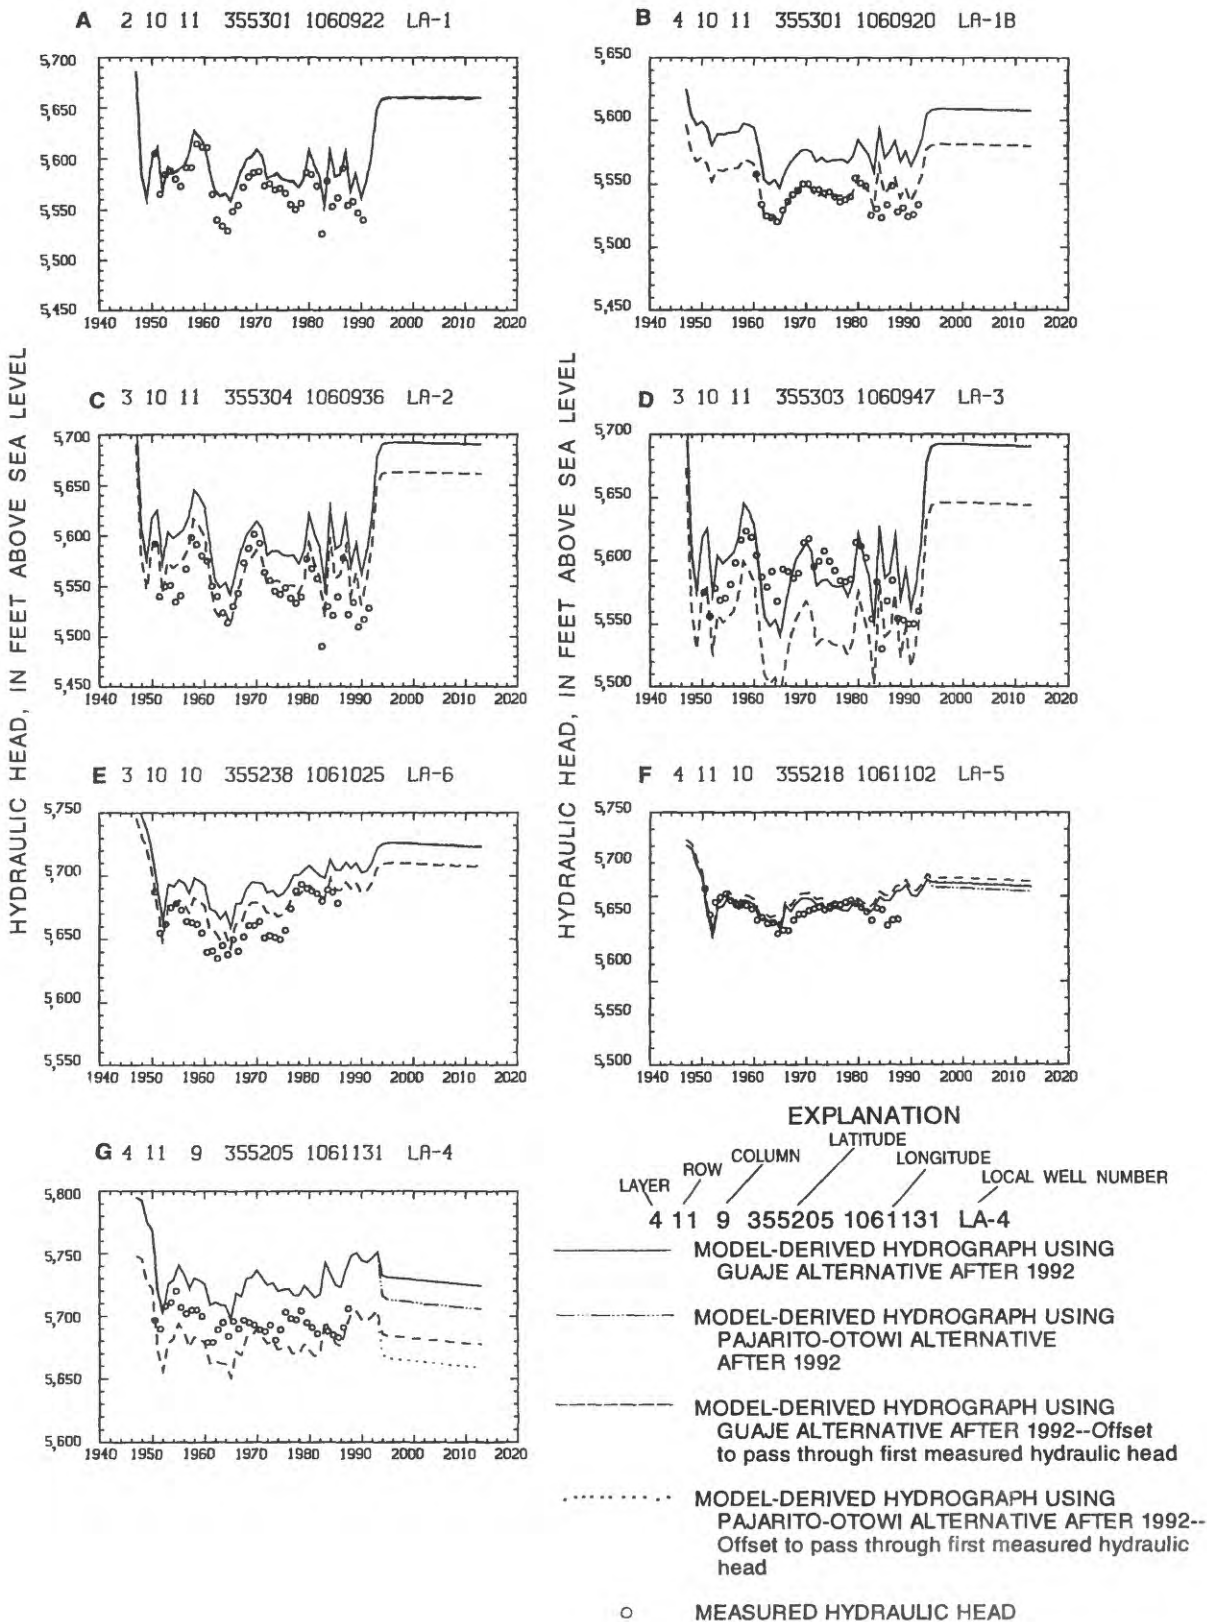 A 2 10 11 355301 1060922 LA-1
5,700
5,650
5,600
5,550
5,500
5,450
1940 1950 1960 1970 1980 1990 2000 2010 2020
B 4 10 11 355301 1060920 LA-1B
5,650
5,600
5,550
5,500
5,450
1940 1950 1960 1970 1980 1990 2000 2010 2020
HYDRAULIC HEAD, IN FEET ABOVE SEA LEVEL
HYDRAULIC HEAD, IN FEET ABOVE SEA LEVEL
C 3 10 11 355304 1060936 LA-2
5,700
5,650
5,600
5,550
5,500
5,450
1940 1950 1960 1970 1980 1990 2000 2010 2020
D 3 10 11 355303 1060947 LA-3
5,700
5,650
5,600
5,550
5,500
1940 1950 1960 1970 1980 1990 2000 2010 2020
E 3 10 10 355238 1061025 LA-6
5,750
5,700
5,650
5,600
5,550
1940 1950 1960 1970 1980 1990 2000 2010 2020
F 4 11 10 355218 1061102 LA-5
5,750
5,700
5,650
5,600
5,550
5,500
1940 1950 1960 1970 1980 1990 2000 2010 2020
G 4 11 9 355205 1061131 LA-4
5,800
5,750
5,700
5,650
5,600
1940 1950 1960 1970 1980 1990 2000 2010 2020
EXPLANATION
LAYER
ROW
COLUMN
LATITUDE
LONGITUDE
LOCAL WELL NUMBER
4 11 9 355205 1061131 LA-4
MODEL-DERIVED HYDROGRAPH USING
GUAJE ALTERNATIVE AFTER 1992
MODEL-DERIVED HYDROGRAPH USING
PAJARITO-OTOWI ALTERNATIVE
AFTER 1992
MODEL-DERIVED HYDROGRAPH USING
GUAJE ALTERNATIVE AFTER 1992--Offset
to pass through first measured hydraulic head
MODEL-DERIVED HYDROGRAPH USING
PAJARITO-OTOWI ALTERNATIVE AFTER 1992--
Offset to pass through first measured hydraulic
head
MEASURED HYDRAULIC HEAD